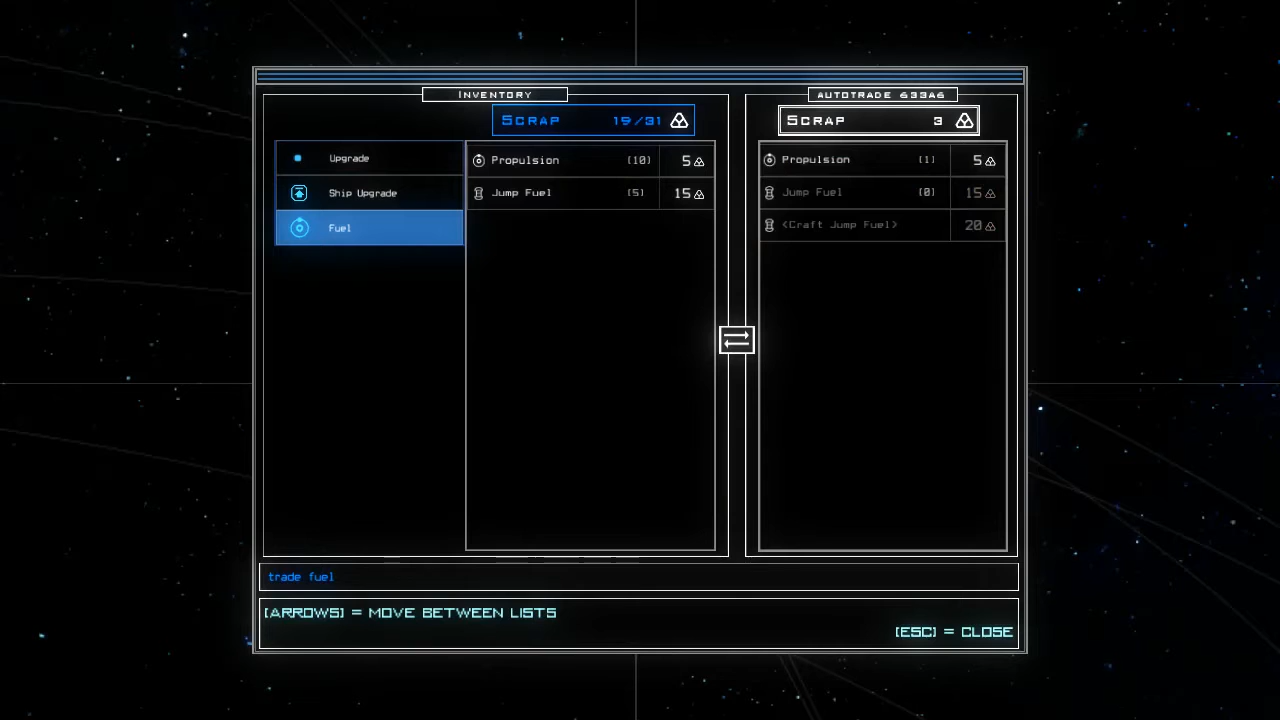 INVENTORY
SCRAP 19/31
Upgrade
Ship Upgrade
Fuel
Propulsion (10) 5
Jump Fuel (5) 15
AUTOTRADE 633A6
SCRAP 3
Propulsion (1) 5
Jump Fuel (0) 15
<Craft Jump Fuel> 20
trade fuel
[ARROWS] = MOVE BETWEEN LISTS
[ESC] = CLOSE